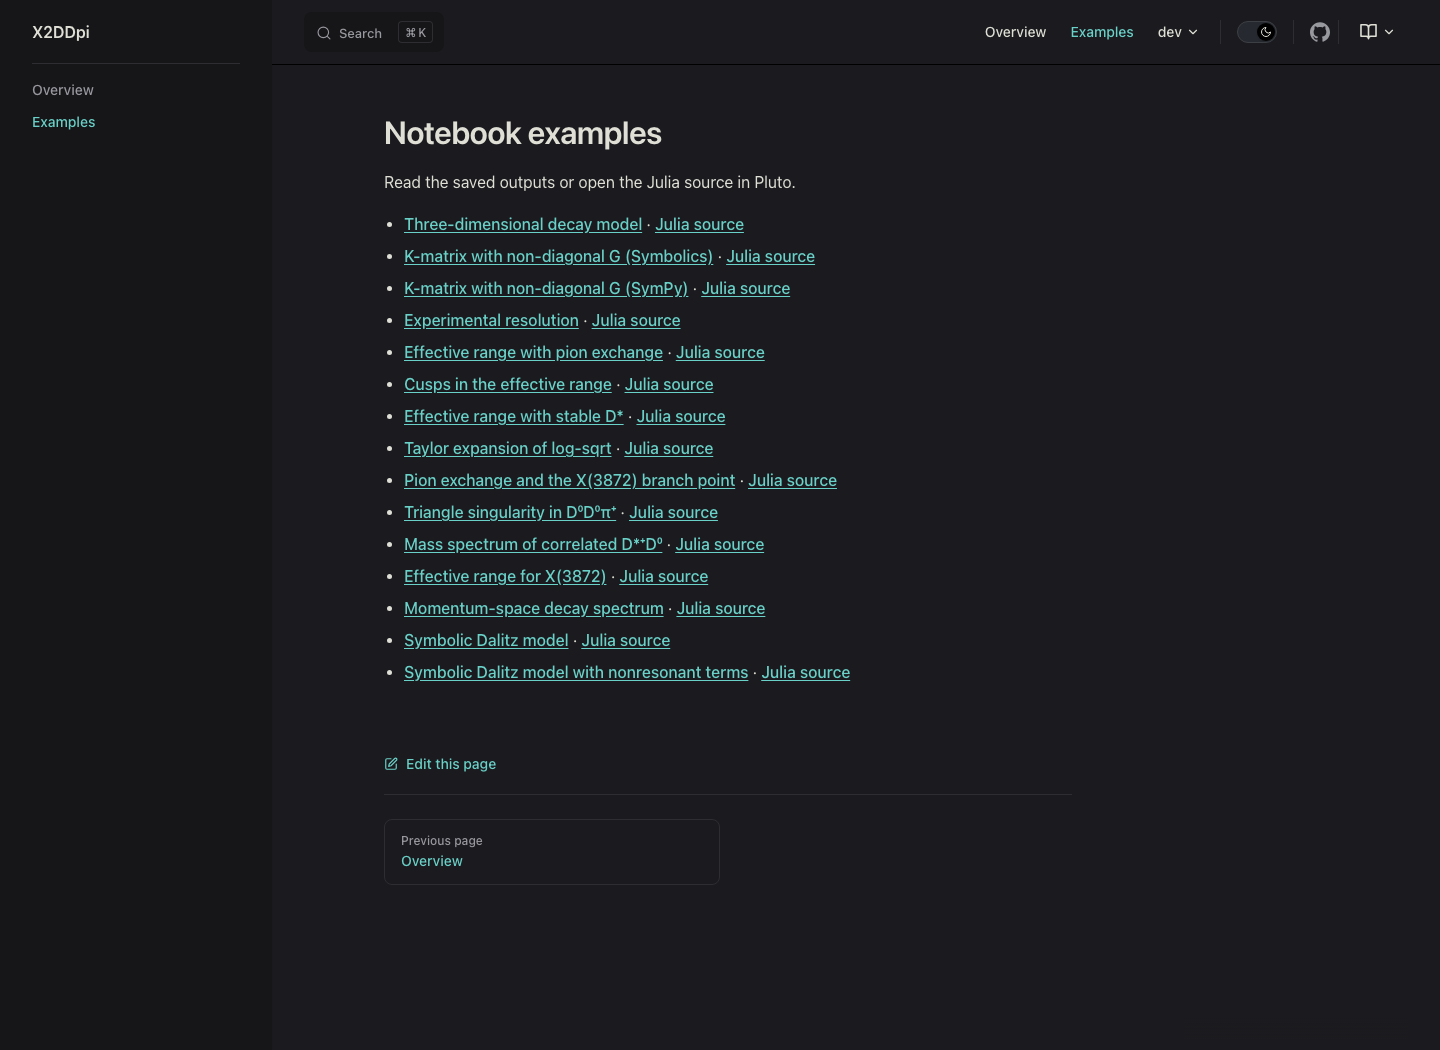 X2DDpi
Search ⌘ K
Overview Examples dev
Overview
Examples
Notebook examples
Read the saved outputs or open the Julia source in Pluto.
• Three-dimensional decay model · Julia source
• K-matrix with non-diagonal G (Symbolics) · Julia source
• K-matrix with non-diagonal G (SymPy) · Julia source
• Experimental resolution · Julia source
• Effective range with pion exchange · Julia source
• Cusps in the effective range · Julia source
• Effective range with stable D* · Julia source
• Taylor expansion of log-sqrt · Julia source
• Pion exchange and the X(3872) branch point · Julia source
• Triangle singularity in D⁰D⁰π⁺ · Julia source
• Mass spectrum of correlated D*⁺D⁰ · Julia source
• Effective range for X(3872) · Julia source
• Momentum-space decay spectrum · Julia source
• Symbolic Dalitz model · Julia source
• Symbolic Dalitz model with nonresonant terms · Julia source
Edit this page
Previous page
Overview